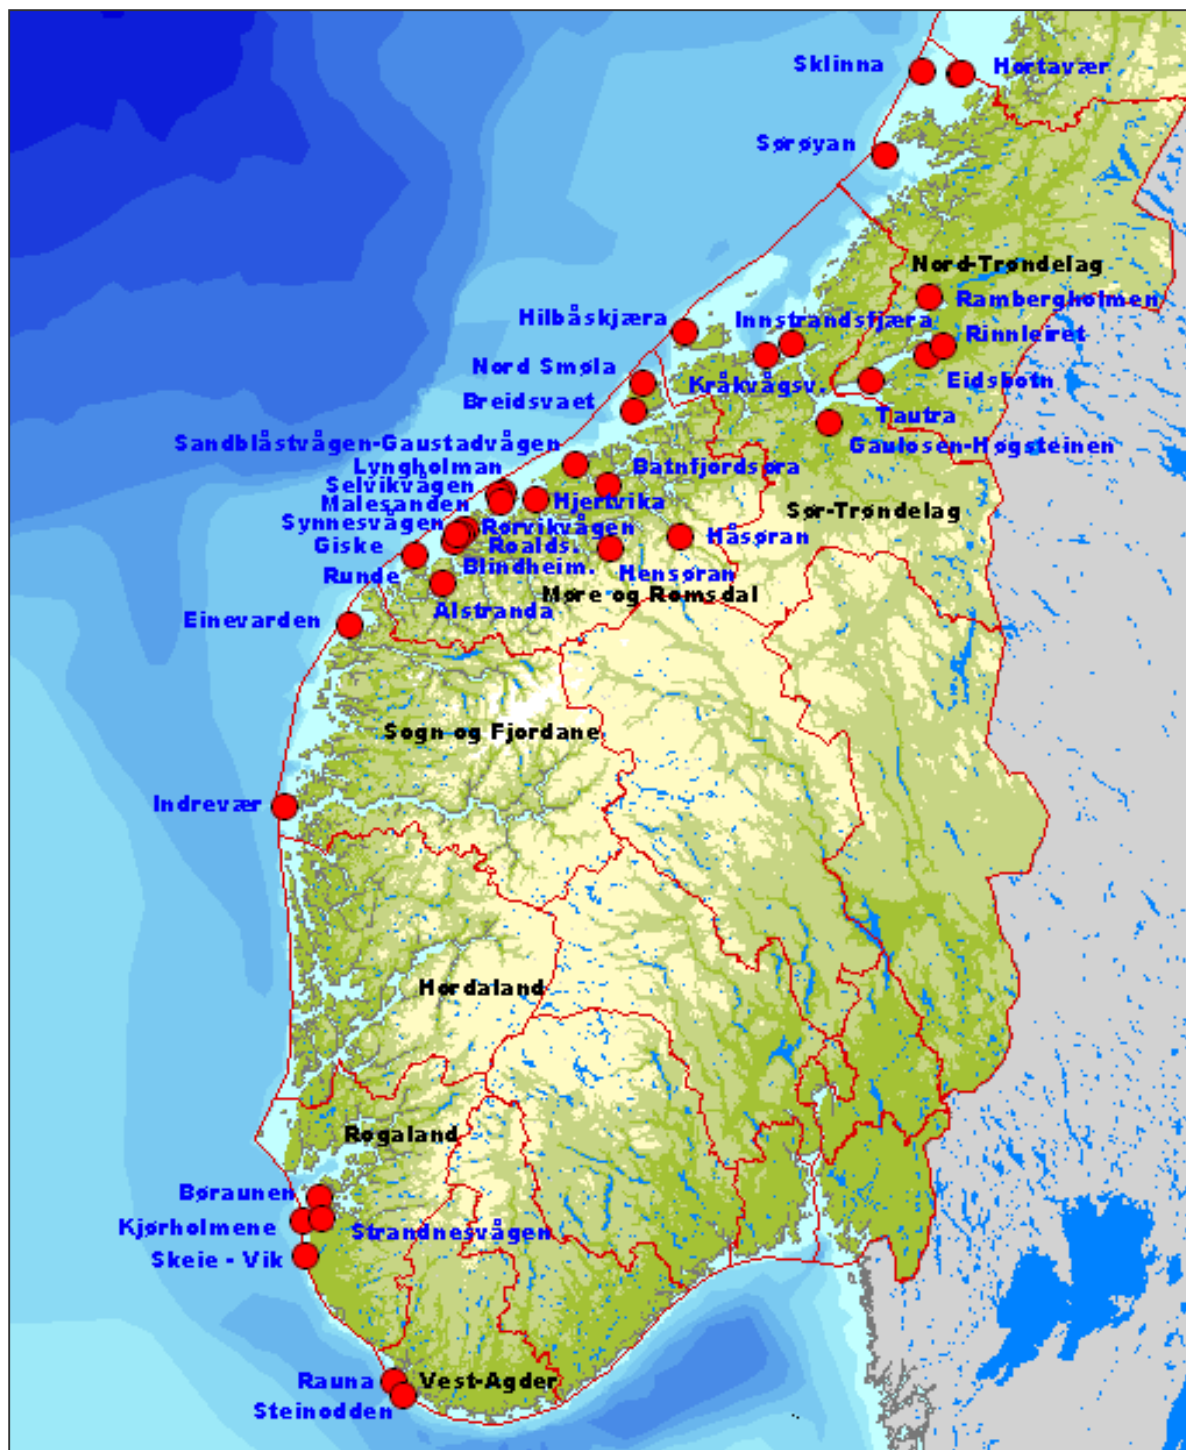 Sklinna
Hortavær
Sørøyan
Nord-Trøndelag
Rambergholmen
Hilbåskjæra
Innstrandsfjæra
Rinnleiret
Nord Smøla
Kråkvågsv.
Eidsbotn
Breidsvaet
Tautra
Sandblåstvågen-Gaustadvågen
Gaulosen-Høgsteinen
Lyngholman
Batnfjordsøra
Selvikvågen
Malesanden
Hjertvika
Sør-Trøndelag
Synnesvågen
Rørvikvågen
Håsøran
Giske
Roalds.
Runde
Blindheim.
Hensøran
Møre og Romsdal
Alstranda
Einevarden
Sogn og Fjordane
Indrevær
Hordaland
Rogaland
Børaunen
Kjørholmene
Strandnesvågen
Skeie - Vik
Rauna
Vest-Agder
Steinodden